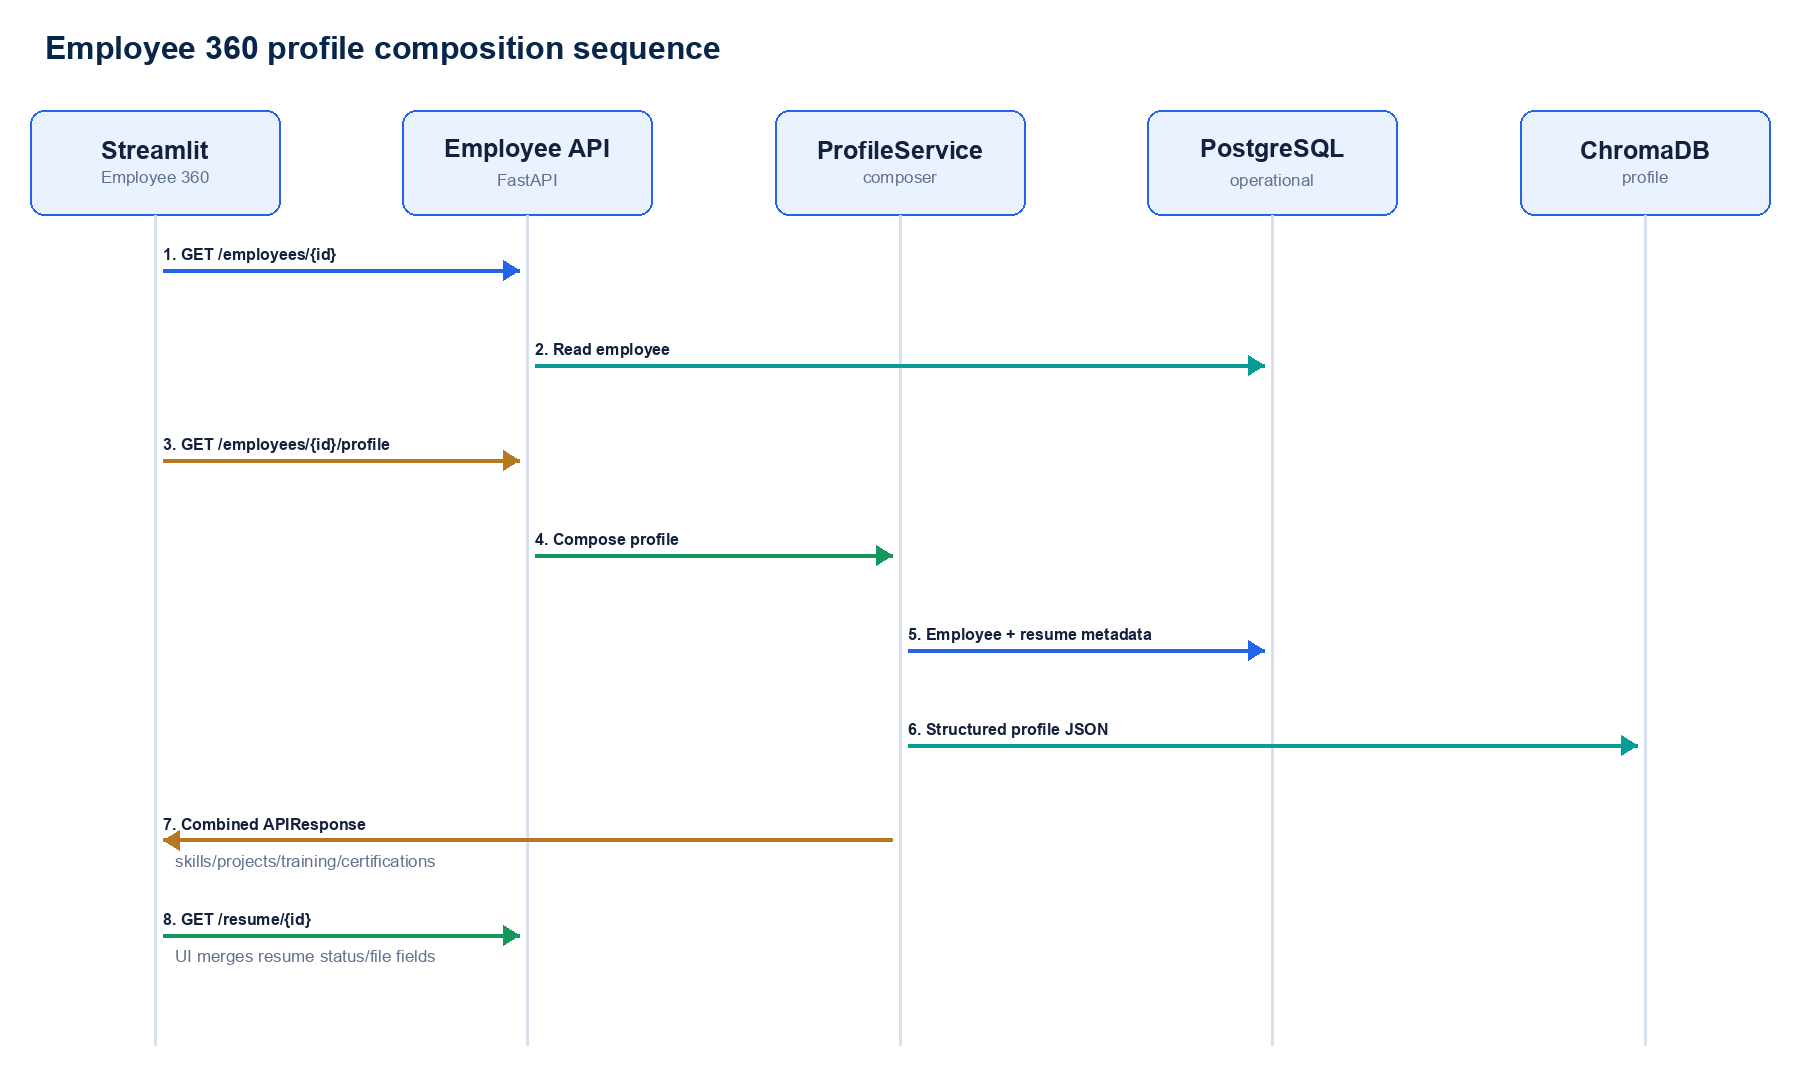 Employee 360 profile composition sequence
Streamlit
Employee 360
Employee API
FastAPI
ProfileService
composer
PostgreSQL
operational
ChromaDB
profile
1. GET /employees/{id}
2. Read employee
3. GET /employees/{id}/profile
4. Compose profile
5. Employee + resume metadata
6. Structured profile JSON
7. Combined APIResponse
skills/projects/training/certifications
8. GET /resume/{id}
UI merges resume status/file fields